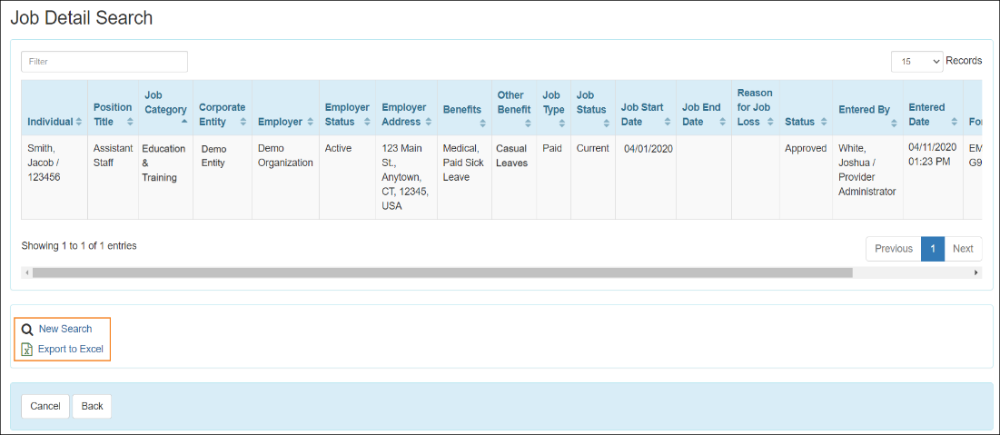 Job Detail Search
Filter
15 Records
Individual
Position Title
Job Category
Corporate Entity
Employer
Employer Status
Employer Address
Benefits
Other Benefit
Job Type
Job Status
Job Start Date
Job End Date
Reason for Job Loss
Status
Entered By
Entered Date
For
Smith, Jacob / 123456
Assistant Staff
Education & Training
Demo Entity
Demo Organization
Active
123 Main St., Anytown, CT, 12345, USA
Medical, Paid Sick Leave
Casual Leaves
Paid
Current
04/01/2020
Approved
White, Joshua / Provider Administrator
04/11/2020 01:23 PM
EM G9
Showing 1 to 1 of 1 entries
Previous 1 Next
New Search
Export to Excel
Cancel Back